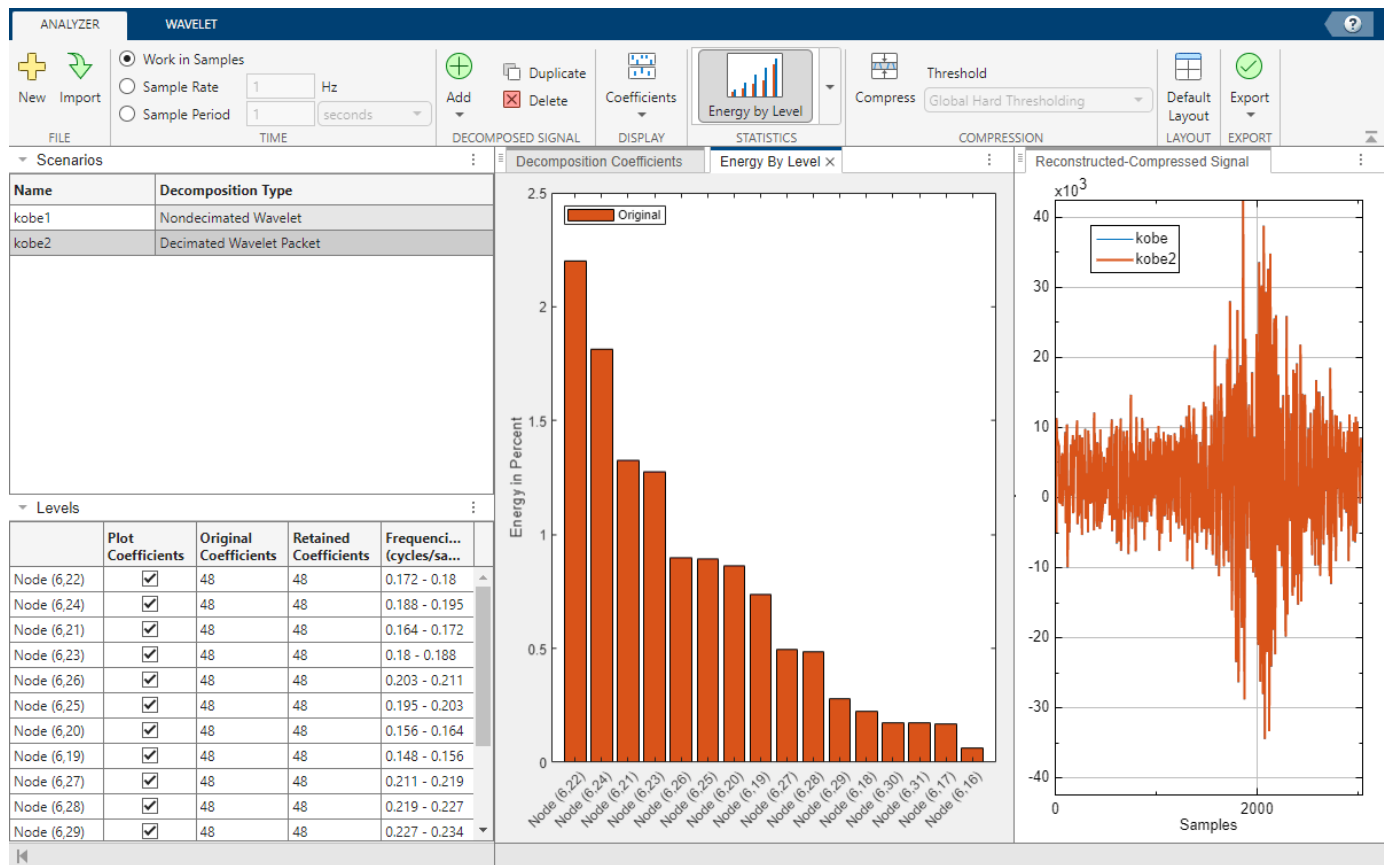 ANALYZER WAVELET
?
New Import
Work in Samples
Sample Rate 1 Hz
Sample Period 1 seconds
Add
Duplicate
Delete
Coefficients
Energy by Level
Compress
Threshold
Global Hard Thresholding
Default
Layout
Export
FILE TIME DECOMPOSED SIGNAL DISPLAY STATISTICS COMPRESSION LAYOUT EXPORT
Scenarios
Name Decomposition Type
kobe1 Nondecimated Wavelet
kobe2 Decimated Wavelet Packet
Levels
Plot Original Retained Frequenci...
Coefficients Coefficients Coefficients (cycles/sa...
Node (6,22) 48 48 0.172 - 0.18
Node (6,24) 48 48 0.188 - 0.195
Node (6,21) 48 48 0.164 - 0.172
Node (6,23) 48 48 0.18 - 0.188
Node (6,26) 48 48 0.203 - 0.211
Node (6,25) 48 48 0.195 - 0.203
Node (6,20) 48 48 0.156 - 0.164
Node (6,19) 48 48 0.148 - 0.156
Node (6,27) 48 48 0.211 - 0.219
Node (6,28) 48 48 0.219 - 0.227
Node (6,29) 48 48 0.227 - 0.234
Decomposition Coefficients Energy By Level
Original
Energy in Percent
2.5
2
1.5
1
0.5
0
Node (6,22)
Node (6,24)
Node (6,21)
Node (6,23)
Node (6,26)
Node (6,25)
Node (6,20)
Node (6,19)
Node (6,27)
Node (6,28)
Node (6,29)
Node (6,18)
Node (6,30)
Node (6,31)
Node (6,17)
Node (6,16)
Reconstructed-Compressed Signal
×10³
kobe
kobe2
40
30
20
10
0
-10
-20
-30
-40
0 2000
Samples